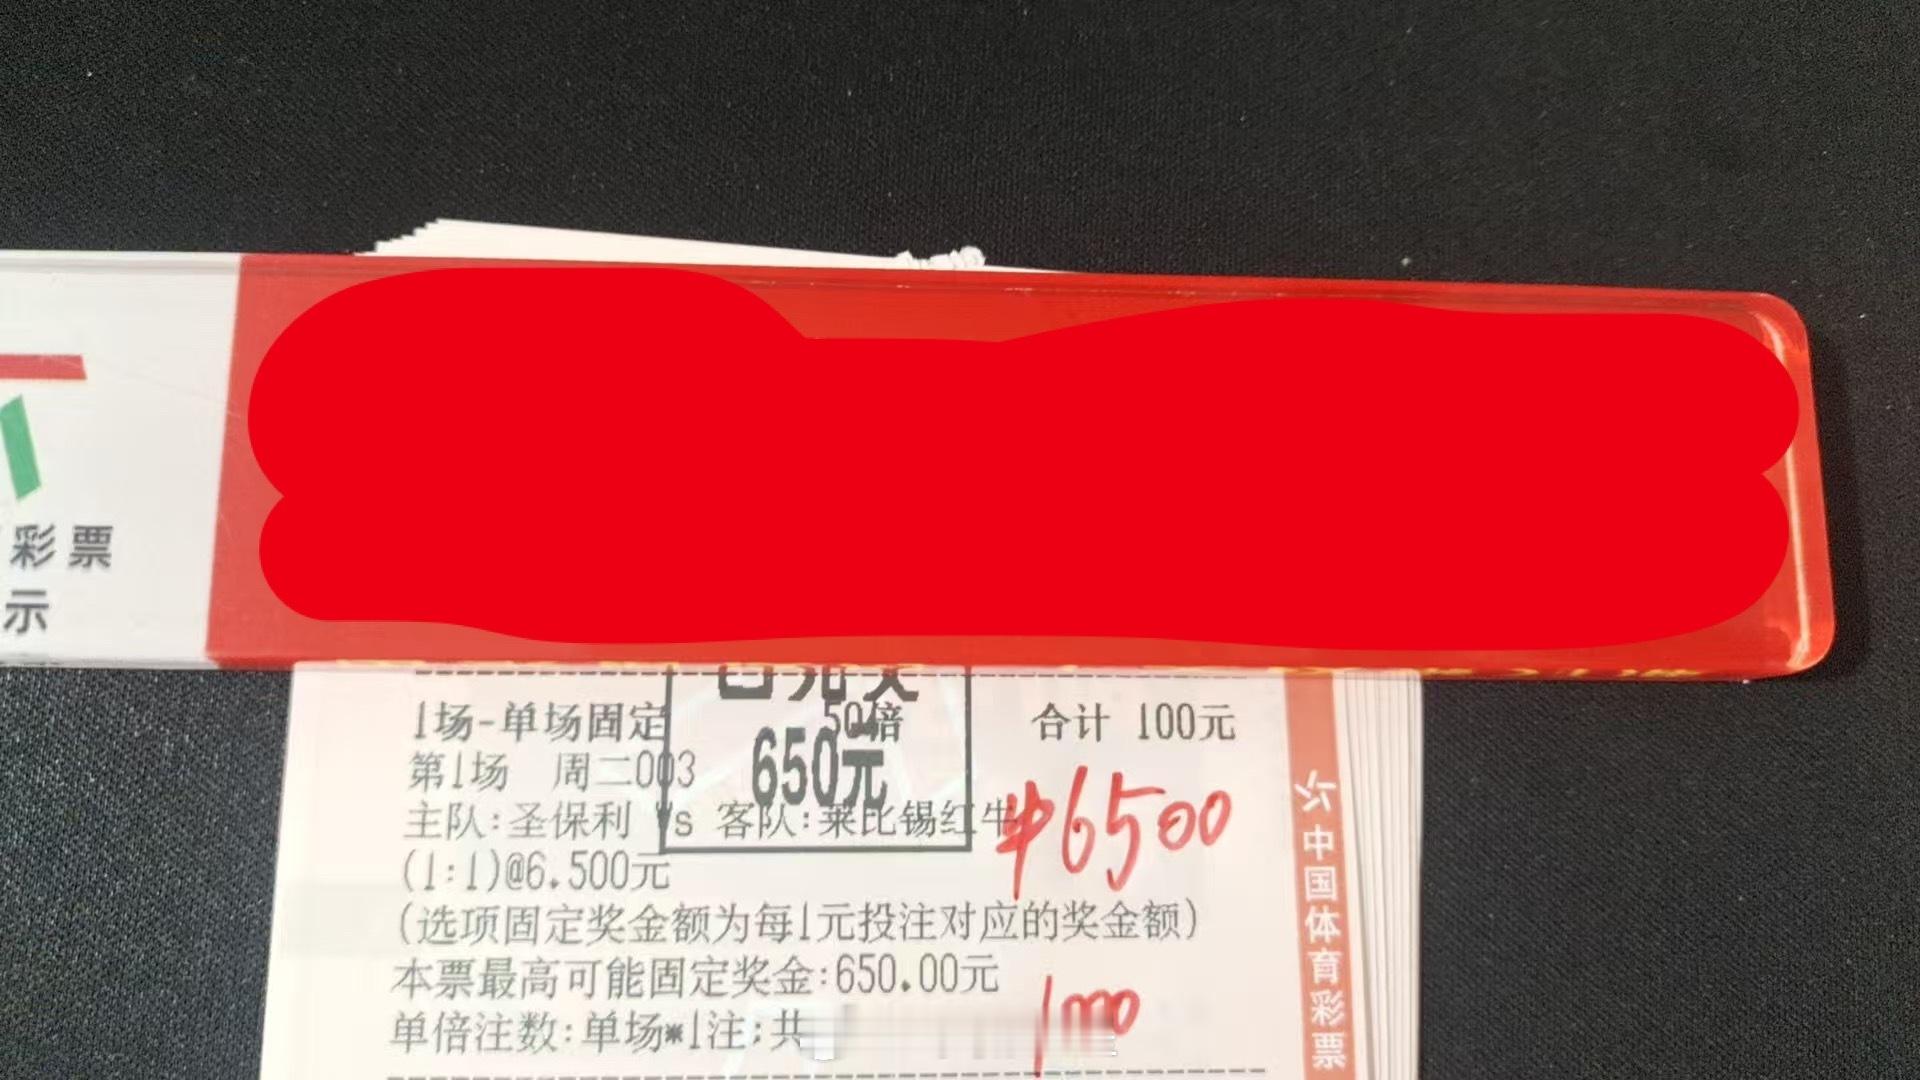 彩票
示
已兑奖
650元
1场-单场固定 50倍 合计 100元
第1场 周二003
主队:圣保利 Vs 客队:莱比锡红牛
¥6500
(1:1)@6.500元
(选项固定奖金额为每1元投注对应的奖金额)
本票最高可能固定奖金:650.00元
1000
单倍注数:单场*1注;共
中国体育彩票